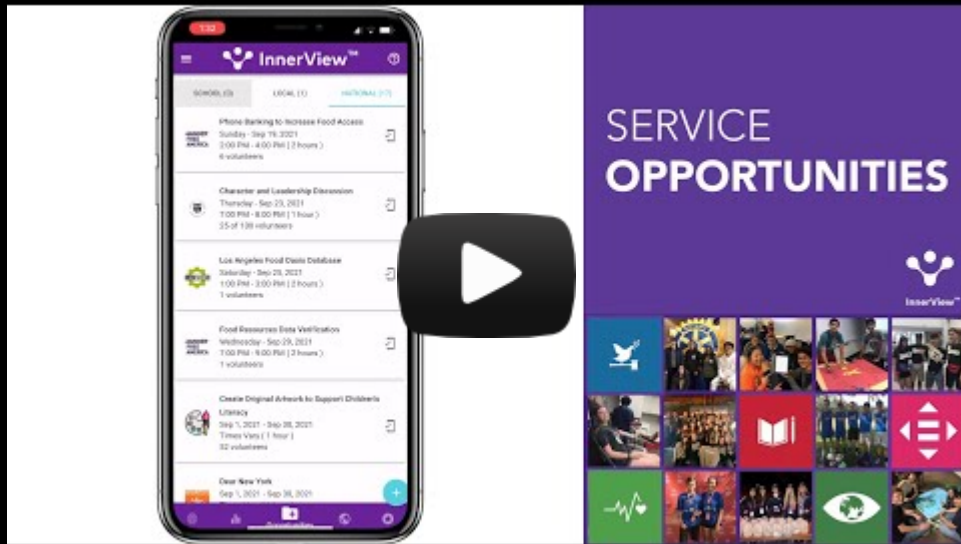 1:32
InnerView™
SCHOOL (0)
LOCAL (1)
NATIONAL (17)
Phone Banking to Increase Food Access
Sunday - Sep 19, 2021
2:00 PM - 4:00 PM ( 2 hours )
6 volunteers
Character and Leadership Discussion
Thursday - Sep 23, 2021
7:00 PM - 8:00 PM ( 1 hour )
25 of 100 volunteers
Los Angeles Food Oasis Database
Saturday - Sep 25, 2021
1:00 PM - 3:00 PM ( 2 hours )
1 volunteers
Food Resources Data Verification
Wednesday - Sep 29, 2021
7:00 PM - 9:00 PM ( 2 hours )
1 volunteers
Create Original Artwork to Support Children's
Literacy
Sep 1, 2021 - Sep 30, 2021
Times Vary ( 1 hour )
52 volunteers
Dear New York
Sep 1, 2021 - Sep 30, 2021
SERVICE
OPPORTUNITIES
InnerView™